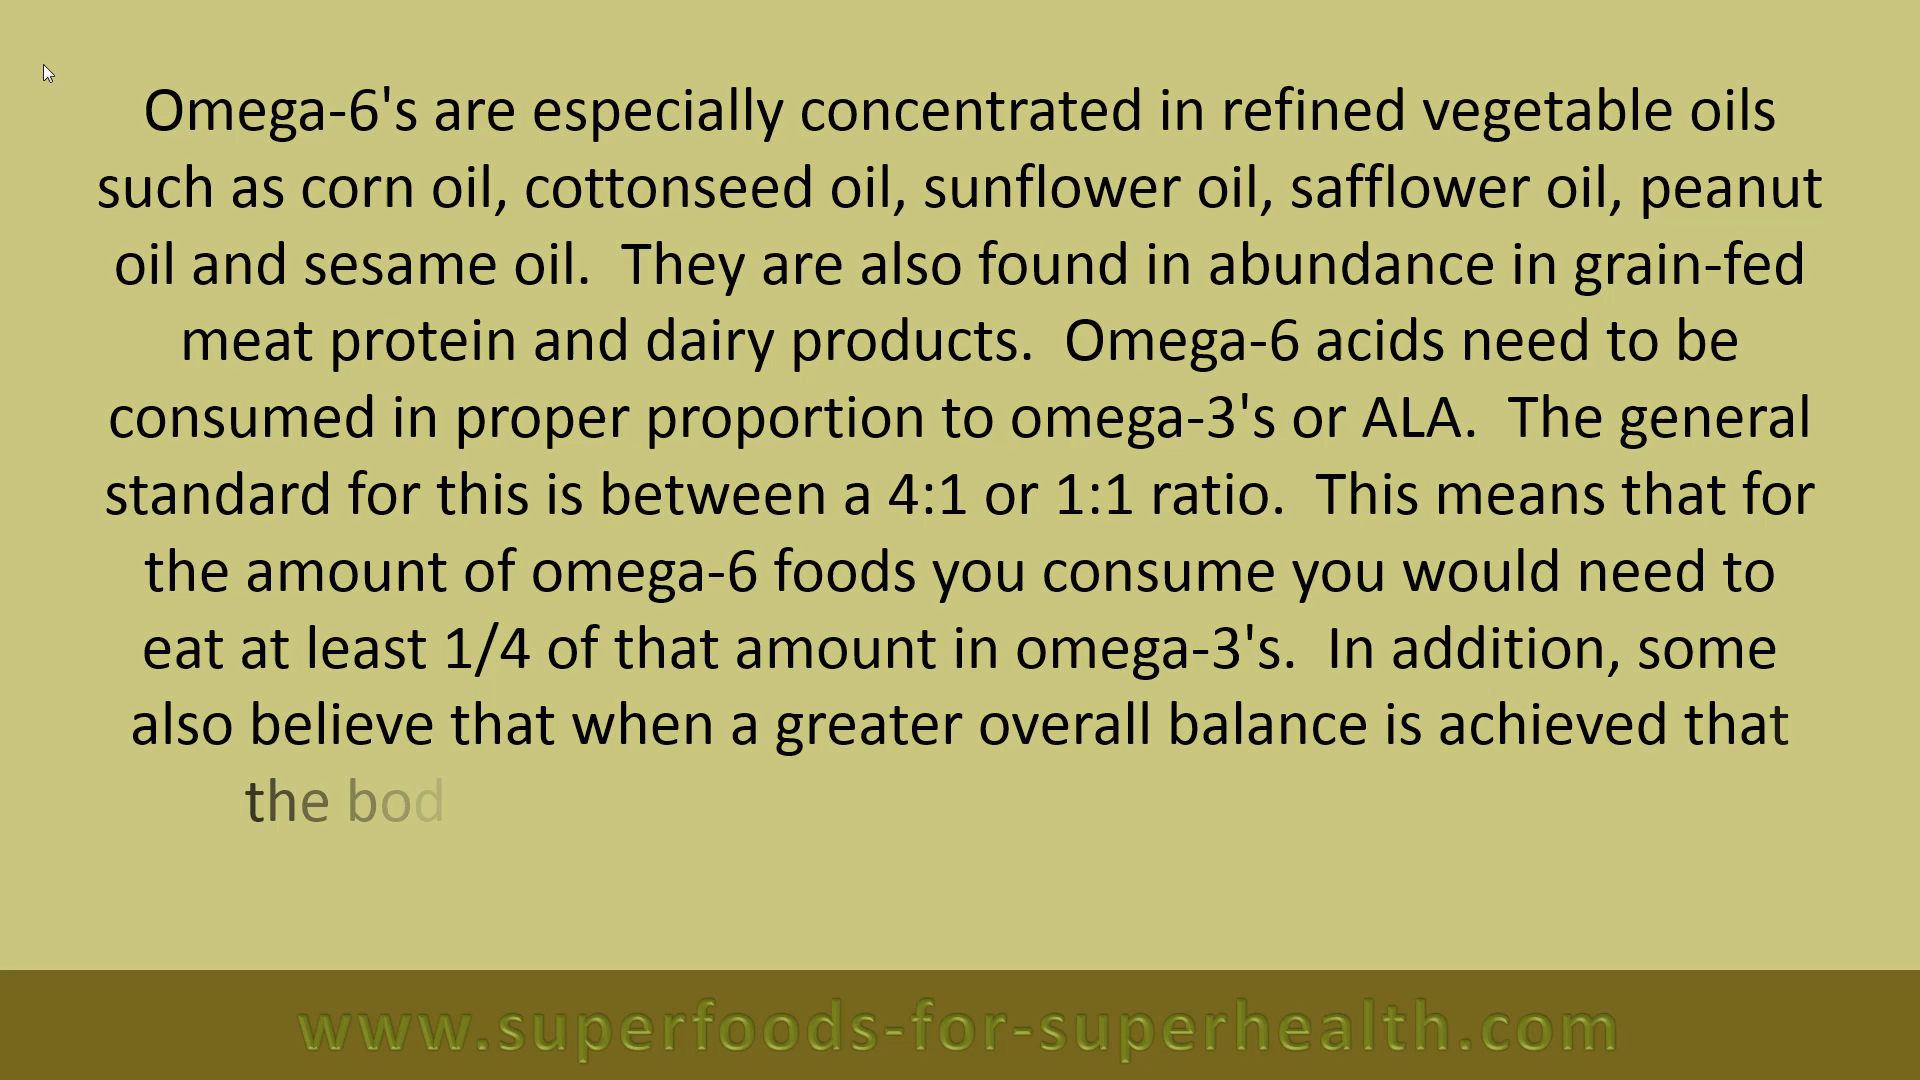 Omega-6's are especially concentrated in refined vegetable oils
such as corn oil, cottonseed oil, sunflower oil, safflower oil, peanut
oil and sesame oil.  They are also found in abundance in grain-fed
meat protein and dairy products.  Omega-6 acids need to be
consumed in proper proportion to omega-3's or ALA.  The general
standard for this is between a 4:1 or 1:1 ratio.  This means that for
the amount of omega-6 foods you consume you would need to
eat at least 1/4 of that amount in omega-3's.  In addition, some
also believe that when a greater overall balance is achieved that
the bod
www.superfoods-for-superhealth.com